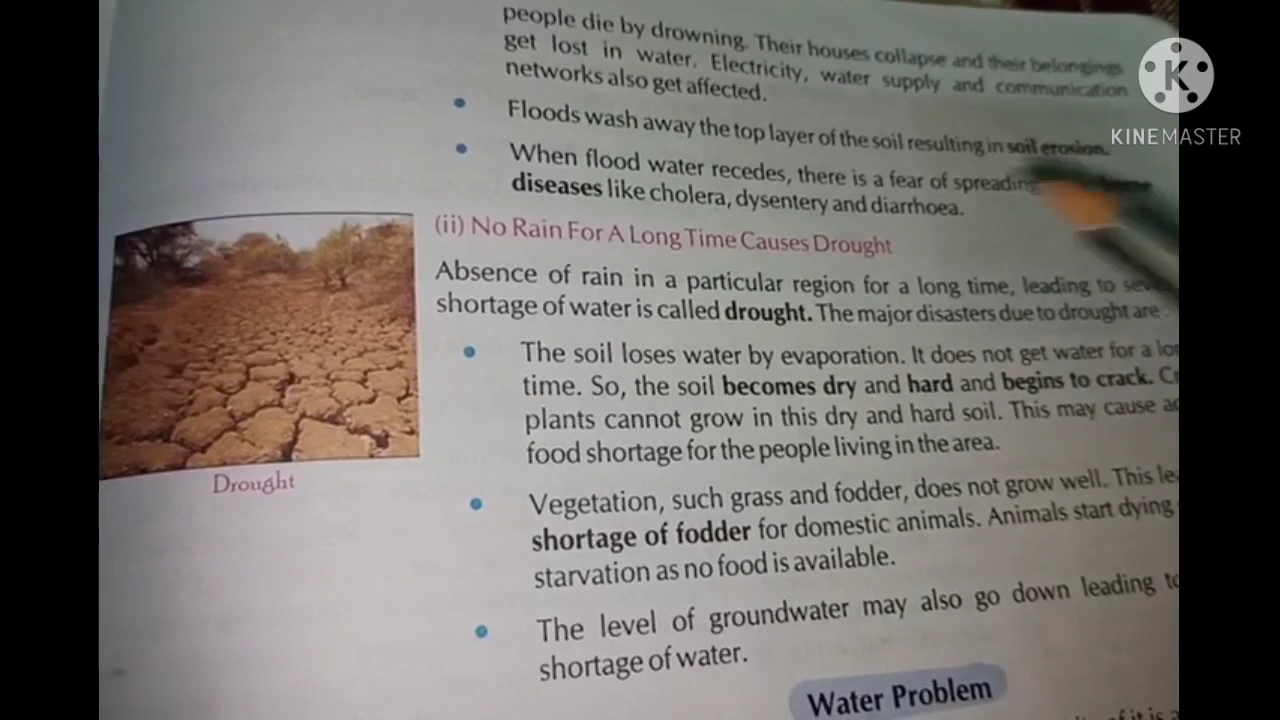 people die by drowning. Their houses collapse and their belongings
get lost in water. Electricity, water supply and communication
networks also get affected.
K
KINEMASTER
• Floods wash away the top layer of the soil resulting in soil erosion.
• When flood water recedes, there is a fear of spreading
diseases like cholera, dysentery and diarrhoea.
(ii) No Rain For A Long Time Causes Drought
Absence of rain in a particular region for a long time, leading to
shortage of water is called drought. The major disasters due to drought are
• The soil loses water by evaporation. It does not get water for a
time. So, the soil becomes dry and hard and begins to crack.
plants cannot grow in this dry and hard soil. This may cause
food shortage for the people living in the area.
Drought
• Vegetation, such grass and fodder, does not grow well. This
shortage of fodder for domestic animals. Animals start dying
starvation as no food is available.
• The level of groundwater may also go down leading to
shortage of water.
Water Problem